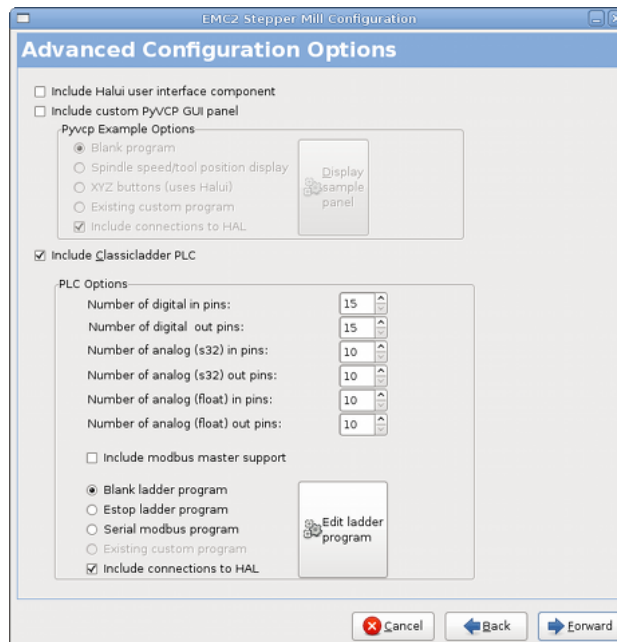 EMC2 Stepper Mill Configuration
Advanced Configuration Options
Include Halui user interface component
Include custom PyVCP GUI panel
Pyvcp Example Options
Blank program
Spindle speed/tool position display
XYZ buttons (uses Halui)
Existing custom program
Include connections to HAL
Display
sample
panel
Include Classicladder PLC
PLC Options
Number of digital in pins: 15
Number of digital out pins: 15
Number of analog (s32) in pins: 10
Number of analog (s32) out pins: 10
Number of analog (float) in pins: 10
Number of analog (float) out pins: 10
Include modbus master support
Blank ladder program
Estop ladder program
Serial modbus program
Existing custom program
Include connections to HAL
Edit ladder
program
Cancel Back Forward